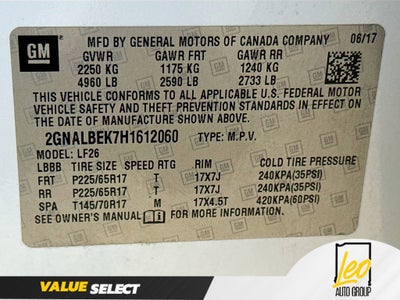 GM
MFD BY GENERAL MOTORS OF CANADA COMPANY 06/17
GVWR GAWR FRT GAWR RR
2250 KG 1175 KG 1240 KG
4960 LB 2590 LB 2733 LB
THIS VEHICLE CONFORMS TO ALL APPLICABLE U.S. FEDERAL MOTOR
VEHICLE SAFETY AND THEFT PREVENTION STANDARDS IN EFFECT ON
THE DATE OF MANUFACTURE SHOWN ABOVE.
2GNALBEK7H1612060 TYPE: M.P.V.
MODEL: LF26
LBBB TIRE SIZE SPEED RTG RIM COLD TIRE PRESSURE
FRT P225/65R17 T 17X7J 240KPA(35PSI)
RR P225/65R17 T 17X7J 240KPA(35PSI)
SPA T145/70R17 M 17X4.5T 420KPA(60PSI)
SEE OWNER'S MANUAL FOR MORE INFORMATION
VALUE SELECT
Leo
AUTO GROUP